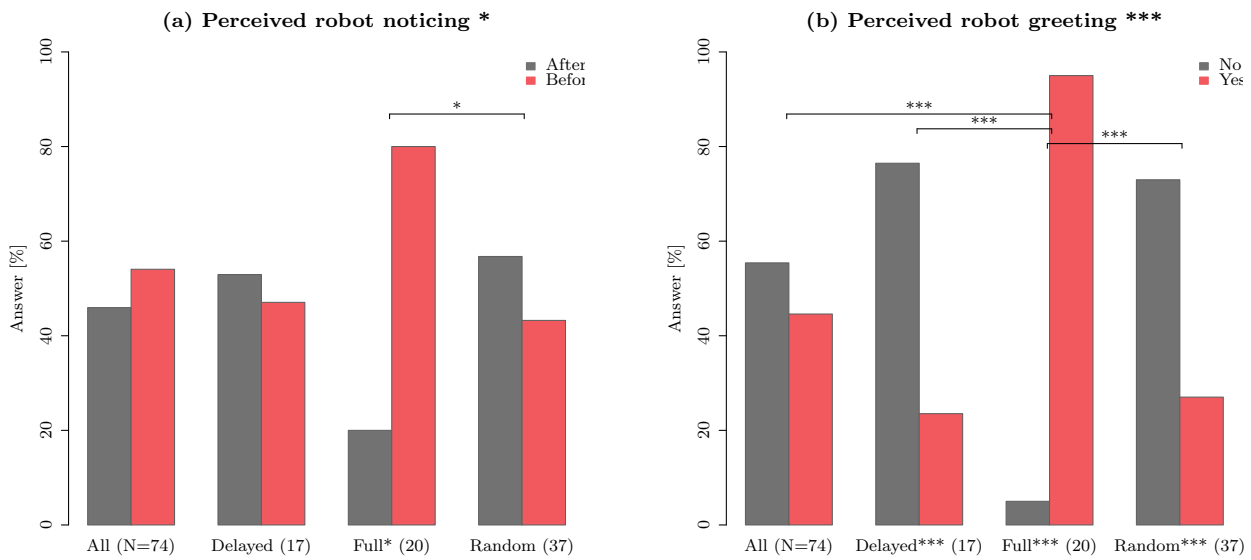 (a) Perceived robot noticing *
After
Befor
*
Answer [%]
0
20
40
60
80
100
All (N=74)
Delayed (17)
Full* (20)
Random (37)
(b) Perceived robot greeting ***
No
Yes
***
***
***
Answer [%]
0
20
40
60
80
100
All (N=74)
Delayed*** (17)
Full*** (20)
Random*** (37)